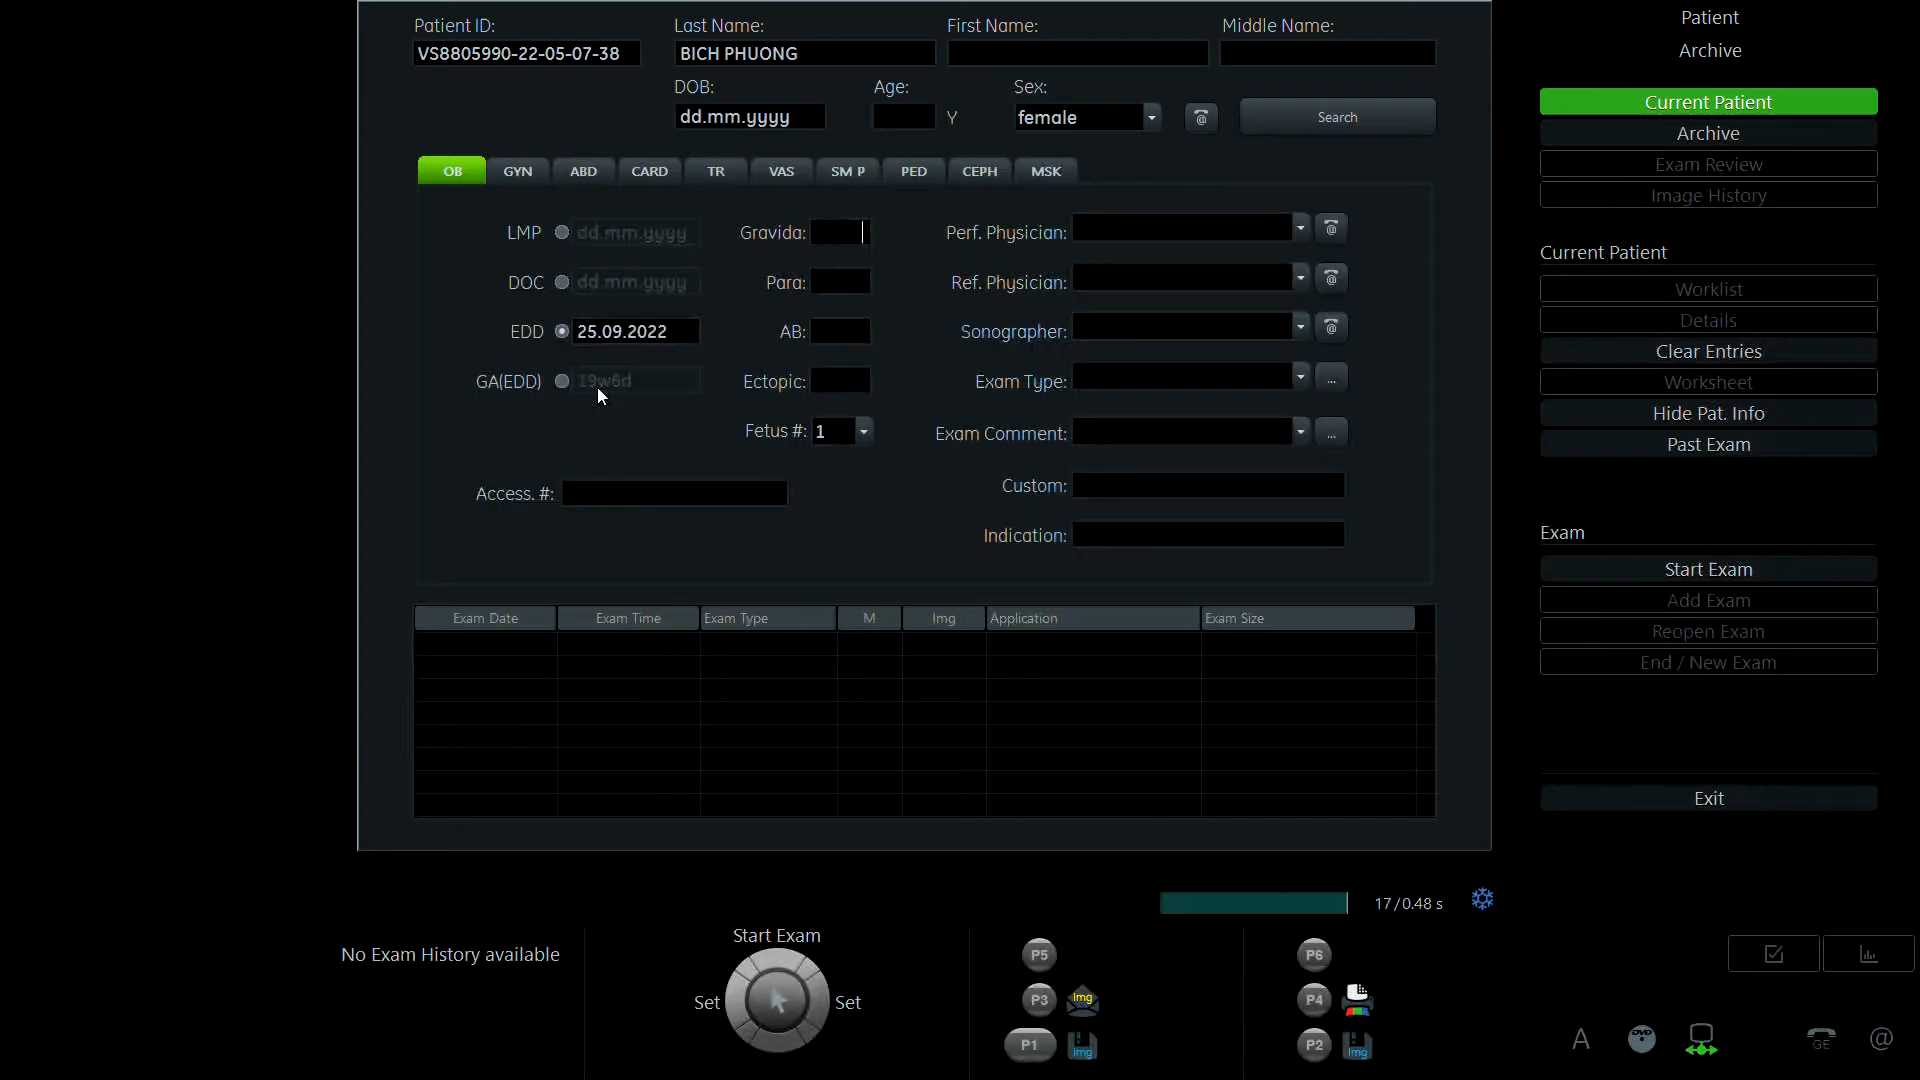 Patient ID: Last Name: First Name: Middle Name:
VS8805990-22-05-07-38 BICH PHUONG
DOB: Age: Sex:
dd.mm.yyyy Y female Search
OB GYN ABD CARD TR VAS SM P PED CEPH MSK
LMP dd.mm.yyyy Gravida: Perf. Physician:
DOC dd.mm.yyyy Para: Ref. Physician:
EDD 25.09.2022 AB: Sonographer:
GA(EDD) 19w6d Ectopic: Exam Type: ...
Fetus #: 1 Exam Comment: ...
Access. #: Custom:
Indication:
Exam Date Exam Time Exam Type M Img Application Exam Size
17/0.48 s
No Exam History available
Start Exam
Set Set
P5
P3 Img
P1 Img
P6
P4
P2 Img
Patient
Archive
Current Patient
Archive
Exam Review
Image History
Current Patient
Worklist
Details
Clear Entries
Worksheet
Hide Pat. Info
Past Exam
Exam
Start Exam
Add Exam
Reopen Exam
End / New Exam
Exit
A DVD GE @